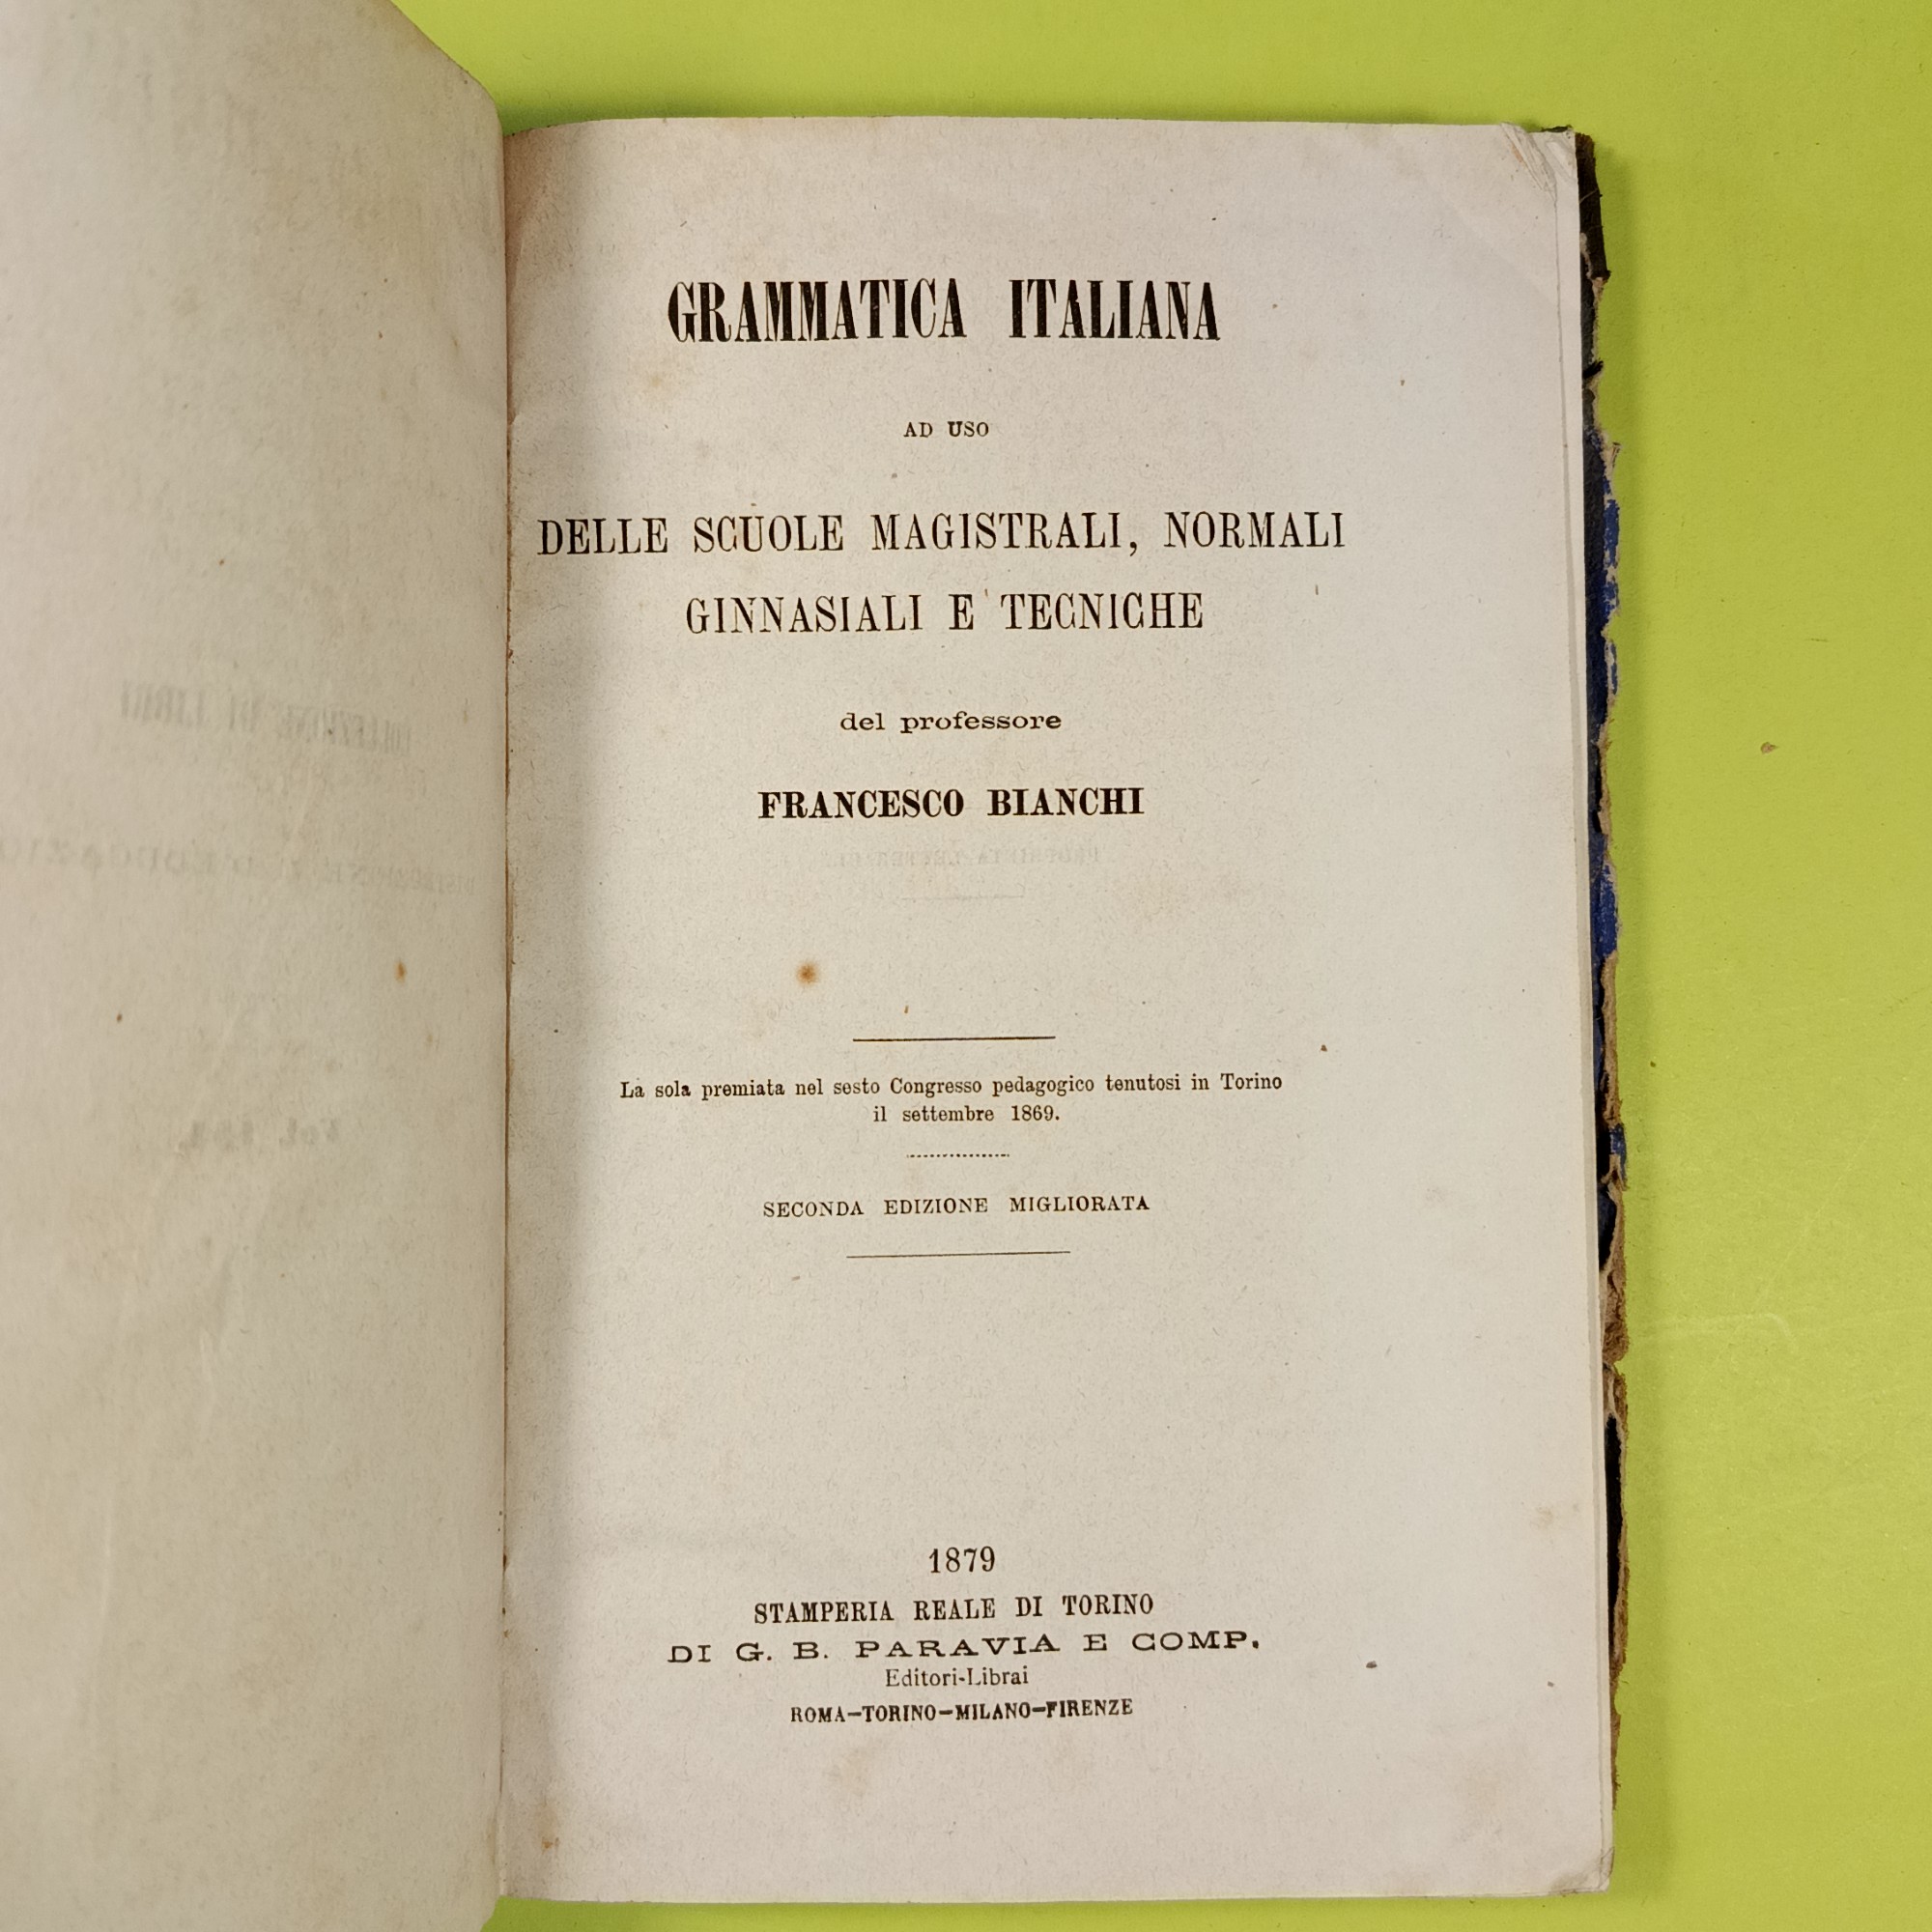 GRAMMATICA ITALIANA
AD USO
DELLE SCUOLE MAGISTRALI, NORMALI
GINNASIALI E TECNICHE
del professore
FRANCESCO BIANCHI
La sola premiata nel sesto Congresso pedagogico tenutosi in Torino
il settembre 1869.
SECONDA EDIZIONE MIGLIORATA
1879
STAMPERIA REALE DI TORINO
DI G. B. PARAVIA E COMP.
Editori-Librai
ROMA-TORINO-MILANO-FIRENZE